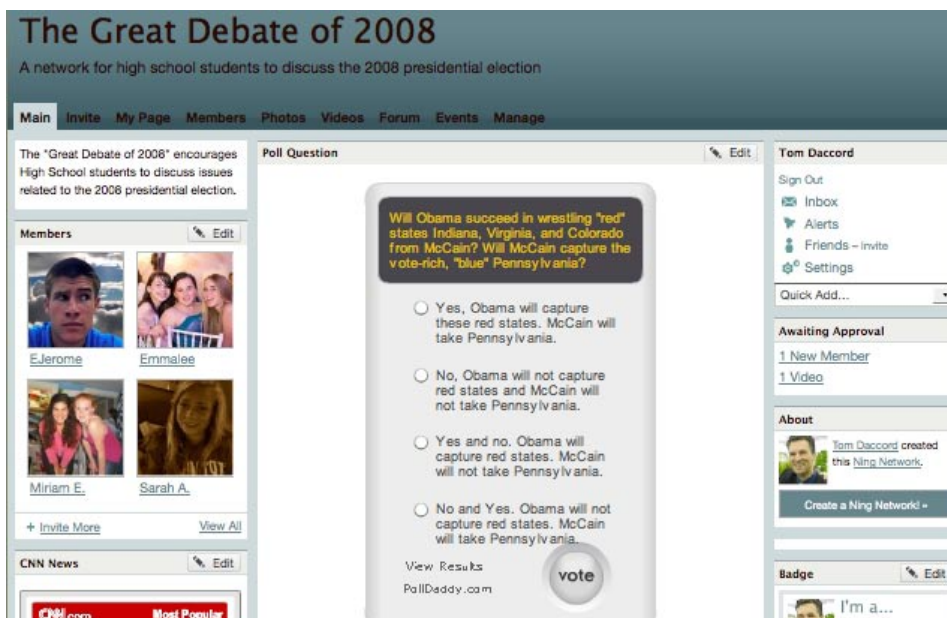 The Great Debate of 2008
A network for high school students to discuss the 2008 presidential election
Main Invite My Page Members Photos Videos Forum Events Manage
The "Great Debate of 2008" encourages
High School students to discuss issues
related to the 2008 presidential election.
Members
Edit
EJerome
Emmalee
Miriam E.
Sarah A.
+ Invite More
View All
CNN News
Edit
CNN.com
Most Popular
Poll Question
Edit
Will Obama succeed in wrestling "red"
states Indiana, Virginia, and Colorado
from McCain? Will McCain capture the
vote-rich, "blue" Pennsylvania?
Yes, Obama will capture
these red states. McCain will
take Pennsylvania.
No, Obama will not capture
red states and McCain will
not take Pennsylvania.
Yes and no. Obama will
capture red states. McCain
will not take Pennsylvania.
No and Yes. Obama will not
capture red states. McCain
will take Pennsylvania.
View Results
PollDaddy.com
vote
Tom Daccord
Sign Out
Inbox
Alerts
Friends – Invite
Settings
Quick Add...
Awaiting Approval
1 New Member
1 Video
About
Tom Daccord created
this Ning Network.
Create a Ning Network! »
Badge
Edit
I'm a...